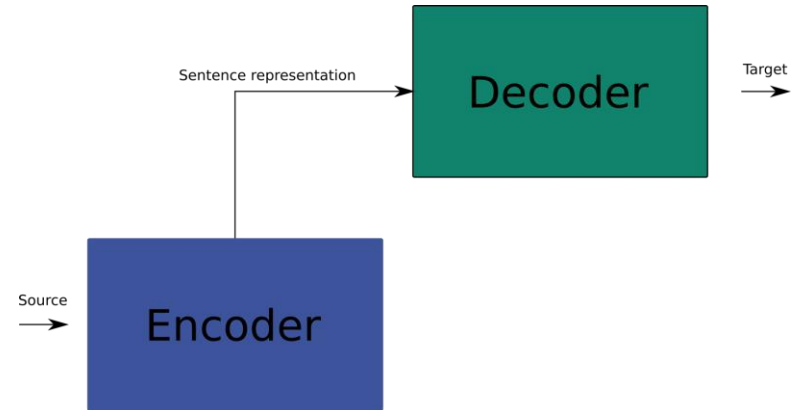 Sentence representation
Decoder
Target
Source
Encoder